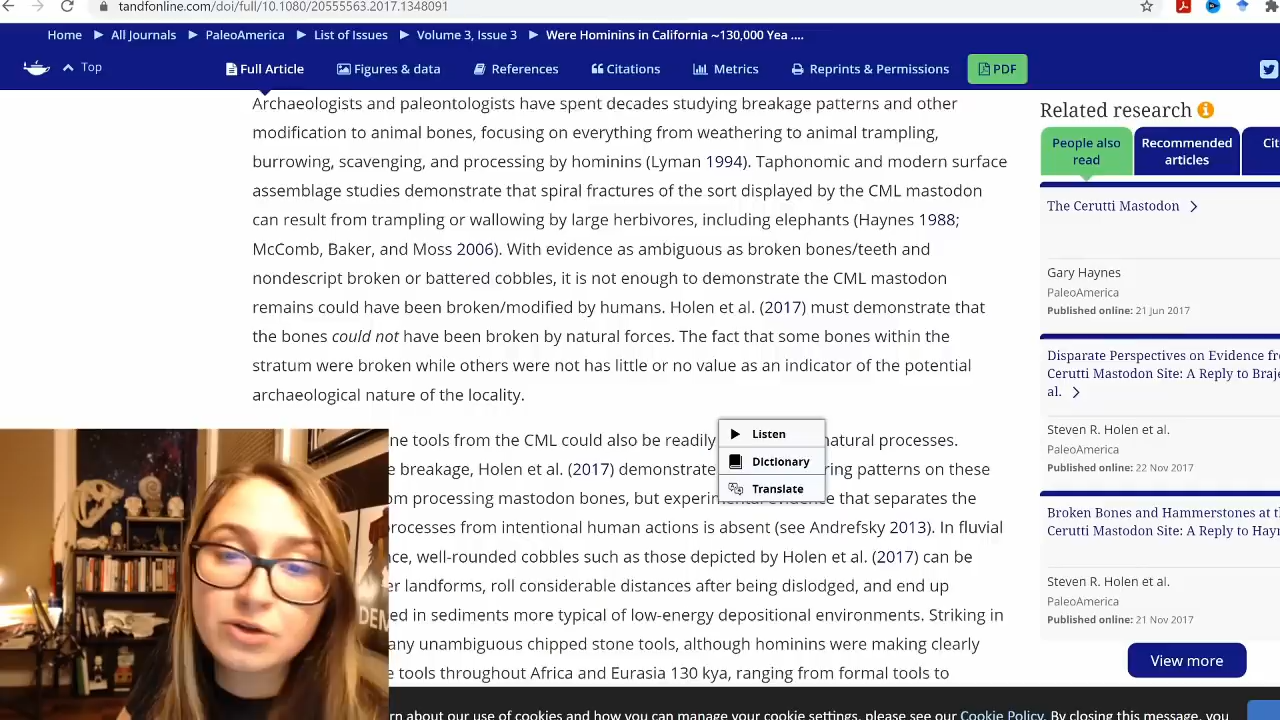 tandfonline.com/doi/full/10.1080/20555563.2017.1348091
Home All Journals PaleoAmerica List of Issues Volume 3, Issue 3 Were Hominins in California ~130,000 Yea ....
Top Full Article Figures & data References Citations Metrics Reprints & Permissions PDF
Archaeologists and paleontologists have spent decades studying breakage patterns and other
modification to animal bones, focusing on everything from weathering to animal trampling,
burrowing, scavenging, and processing by hominins (Lyman 1994). Taphonomic and modern surface
assemblage studies demonstrate that spiral fractures of the sort displayed by the CML mastodon
can result from trampling or wallowing by large herbivores, including elephants (Haynes 1988;
McComb, Baker, and Moss 2006). With evidence as ambiguous as broken bones/teeth and
nondescript broken or battered cobbles, it is not enough to demonstrate the CML mastodon
remains could have been broken/modified by humans. Holen et al. (2017) must demonstrate that
the bones could not have been broken by natural forces. The fact that some bones within the
stratum were broken while others were not has little or no value as an indicator of the potential
archaeological nature of the locality.
ne tools from the CML could also be readily natural processes.
e breakage, Holen et al. (2017) demonstrate ring patterns on these
om processing mastodon bones, but experimental evidence that separates the
processes from intentional human actions is absent (see Andrefsky 2013). In fluvial
ce, well-rounded cobbles such as those depicted by Holen et al. (2017) can be
er landforms, roll considerable distances after being dislodged, and end up
ed in sediments more typical of low-energy depositional environments. Striking in
any unambiguous chipped stone tools, although hominins were making clearly
e tools throughout Africa and Eurasia 130 kya, ranging from formal tools to
Listen
Dictionary
Translate
Related research
People also
read
Recommended
articles
Cit
The Cerutti Mastodon
Gary Haynes
PaleoAmerica
Published online: 21 Jun 2017
Disparate Perspectives on Evidence fr
Cerutti Mastodon Site: A Reply to Braje
al.
Steven R. Holen et al.
PaleoAmerica
Published online: 22 Nov 2017
Broken Bones and Hammerstones at t
Cerutti Mastodon Site: A Reply to Hay
Steven R. Holen et al.
PaleoAmerica
Published online: 21 Nov 2017
View more
DEM
rn about our use of cookies and how you can manage your cookie settings, please see our Cookie Policy. By closing this message, you